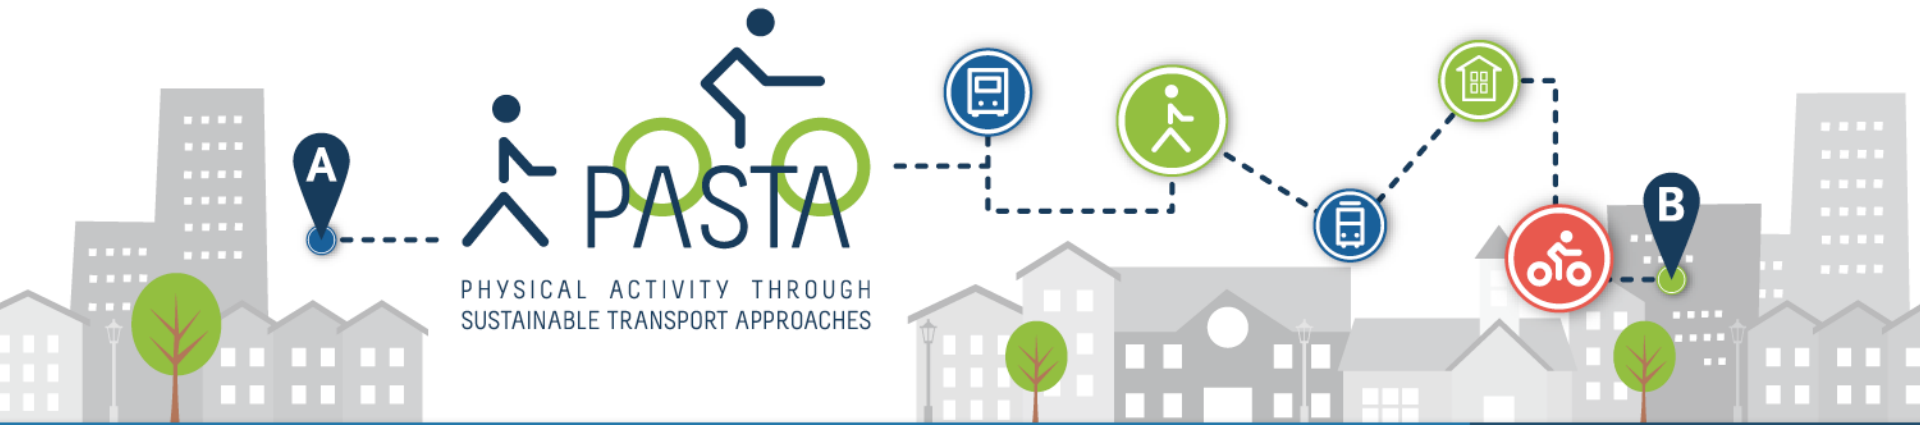 A
PASTA
PHYSICAL ACTIVITY THROUGH
SUSTAINABLE TRANSPORT APPROACHES
B